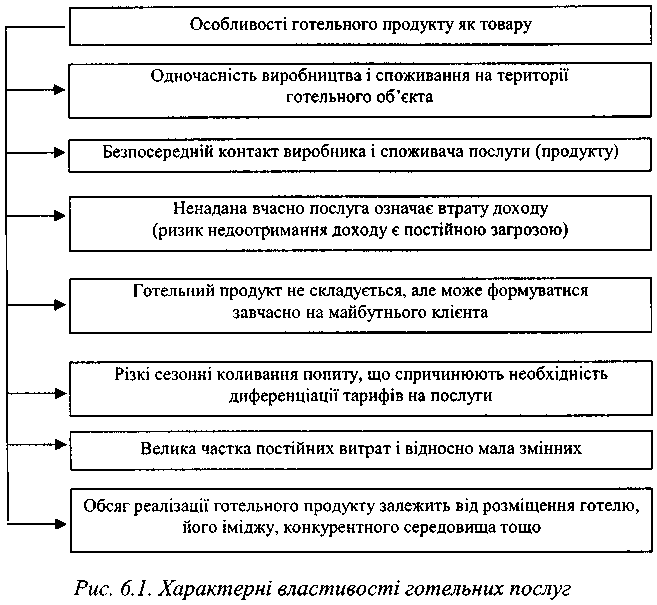 Особливості готельного продукту як товару
Одночасність виробництва і споживання на території
готельного об’єкта
Безпосередній контакт виробника і споживача послуги (продукту)
Ненадана вчасно послуга означає втрату доходу
(ризик недоотримання доходу є постійною загрозою)
Готельний продукт не складується, але може формуватися
завчасно на майбутнього клієнта
Різкі сезонні коливання попиту, що спричинюють необхідність
диференціації тарифів на послуги
Велика частка постійних витрат і відносно мала змінних
Обсяг реалізації готельного продукту залежить від розміщення готелю,
його іміджу, конкурентного середовища тощо
Рис. 6.1. Характерні властивості готельних послуг